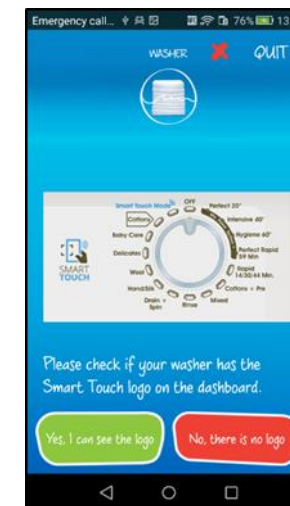 Emergency call... 76% 13
WASHER QUIT
Smart Touch Mode OFF Perfect 20°
Cottons Intensive 40°
Baby Care Hygiene 60°
Delicates Perfect Rapid
59 Min
SMART
TOUCH
Wool Rapid
14/30/44 Min.
Hand/Silk Cottons + Pre
Drain +
Spin Rinse Mixed
Please check if your washer has the
Smart Touch logo on the dashboard.
Yes, I can see the logo No, there is no logo